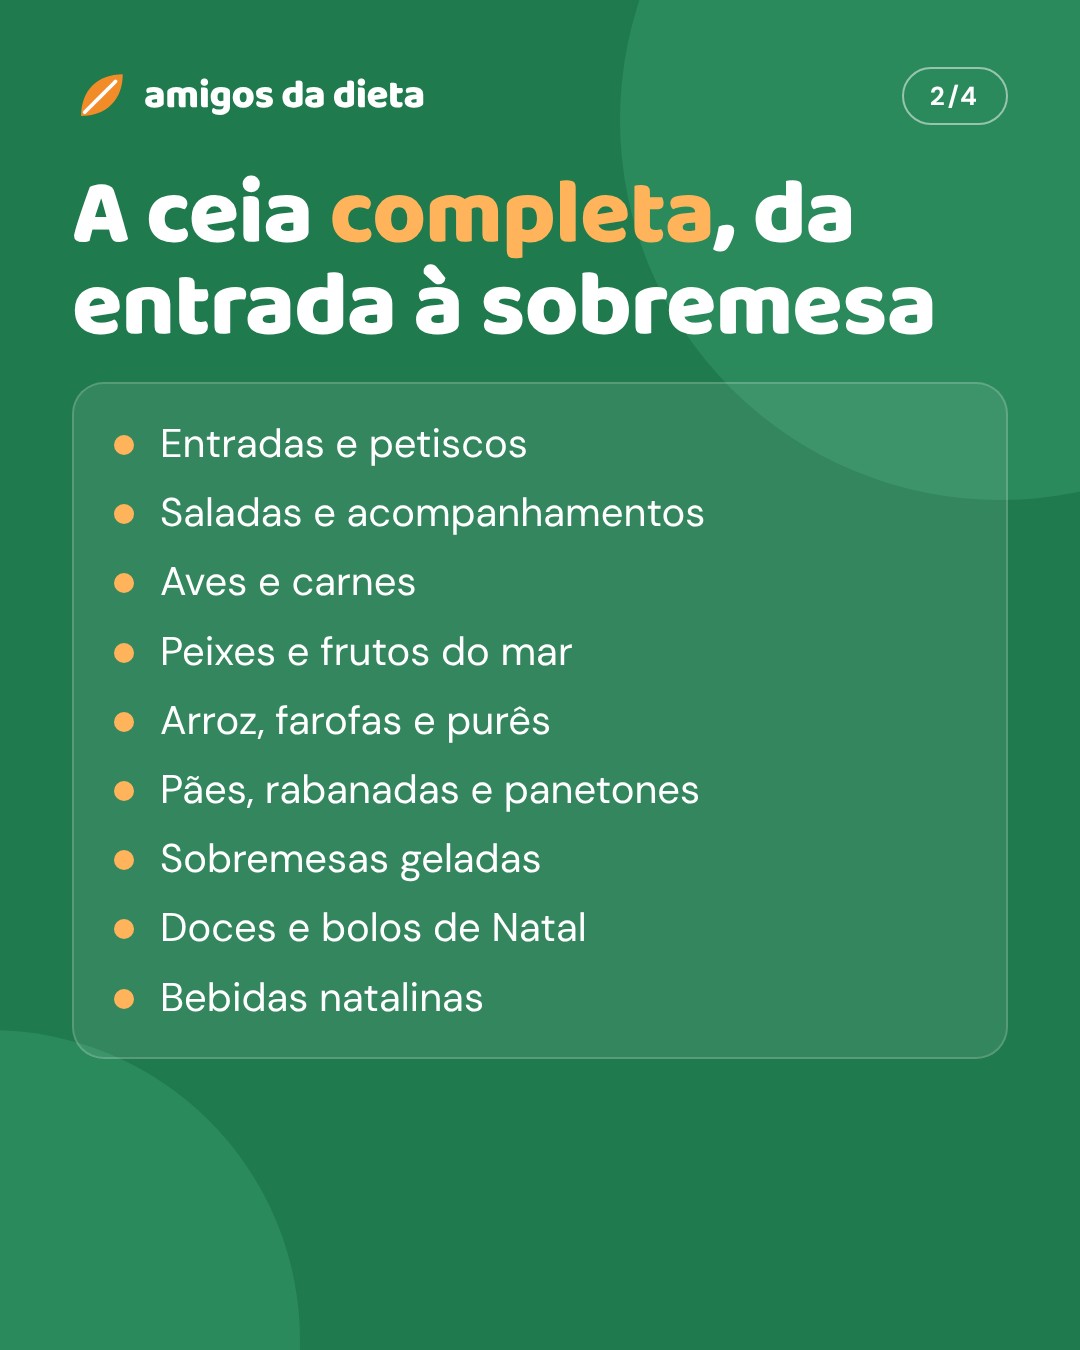 amigos da dieta
2/4
A ceia completa, da
entrada à sobremesa
Entradas e petiscos
Saladas e acompanhamentos
Aves e carnes
Peixes e frutos do mar
Arroz, farofas e purês
Pães, rabanadas e panetones
Sobremesas geladas
Doces e bolos de Natal
Bebidas natalinas